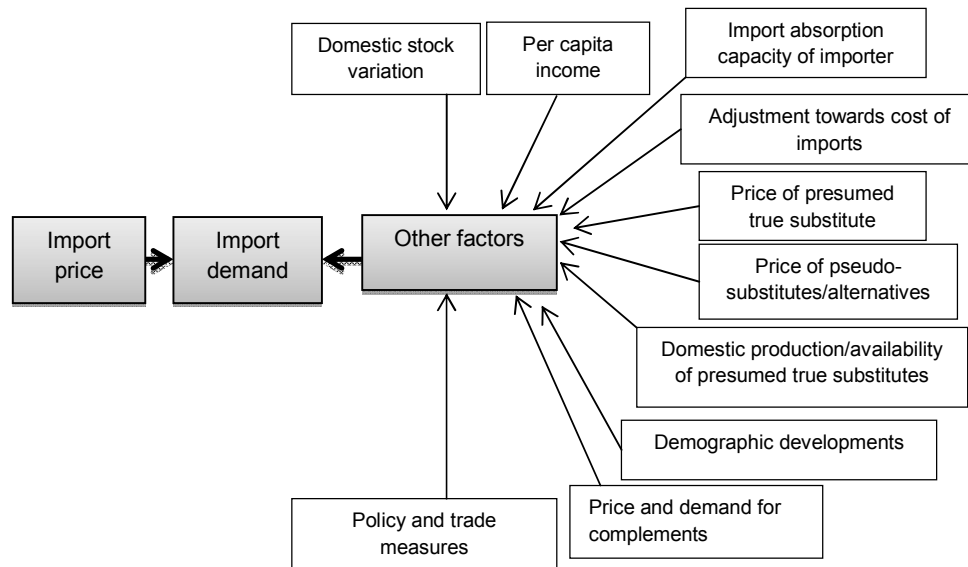 Domestic stock
variation
Per capita
income
Import absorption
capacity of importer
Adjustment towards cost of
imports
Price of presumed
true substitute
Import
price
Import
demand
Other factors
Price of pseudo-
substitutes/alternatives
Domestic production/availability
of presumed true substitutes
Demographic developments
Price and demand for
complements
Policy and trade
measures